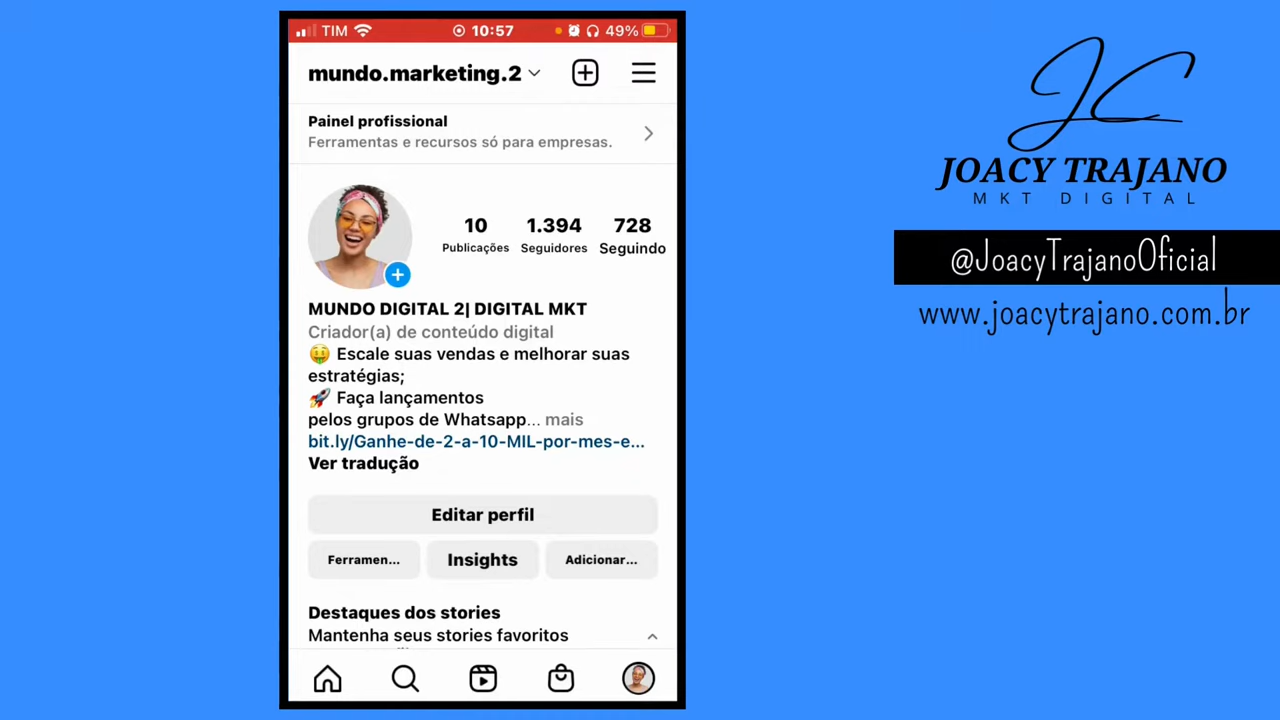 TIM 10:57 49%
mundo.marketing.2
Painel profissional
Ferramentas e recursos só para empresas.
10 1.394 728
Publicações Seguidores Seguindo
MUNDO DIGITAL 2| DIGITAL MKT
Criador(a) de conteúdo digital
🤑 Escale suas vendas e melhorar suas
estratégias;
🚀 Faça lançamentos
pelos grupos de Whatsapp... mais
bit.ly/Ganhe-de-2-a-10-MIL-por-mes-e...
Ver tradução
Editar perfil
Ferramen... Insights Adicionar...
Destaques dos stories
Mantenha seus stories favoritos
JC
JOACY TRAJANO
MKT DIGITAL
@JoacyTrajanoOficial
www.joacytrajano.com.br